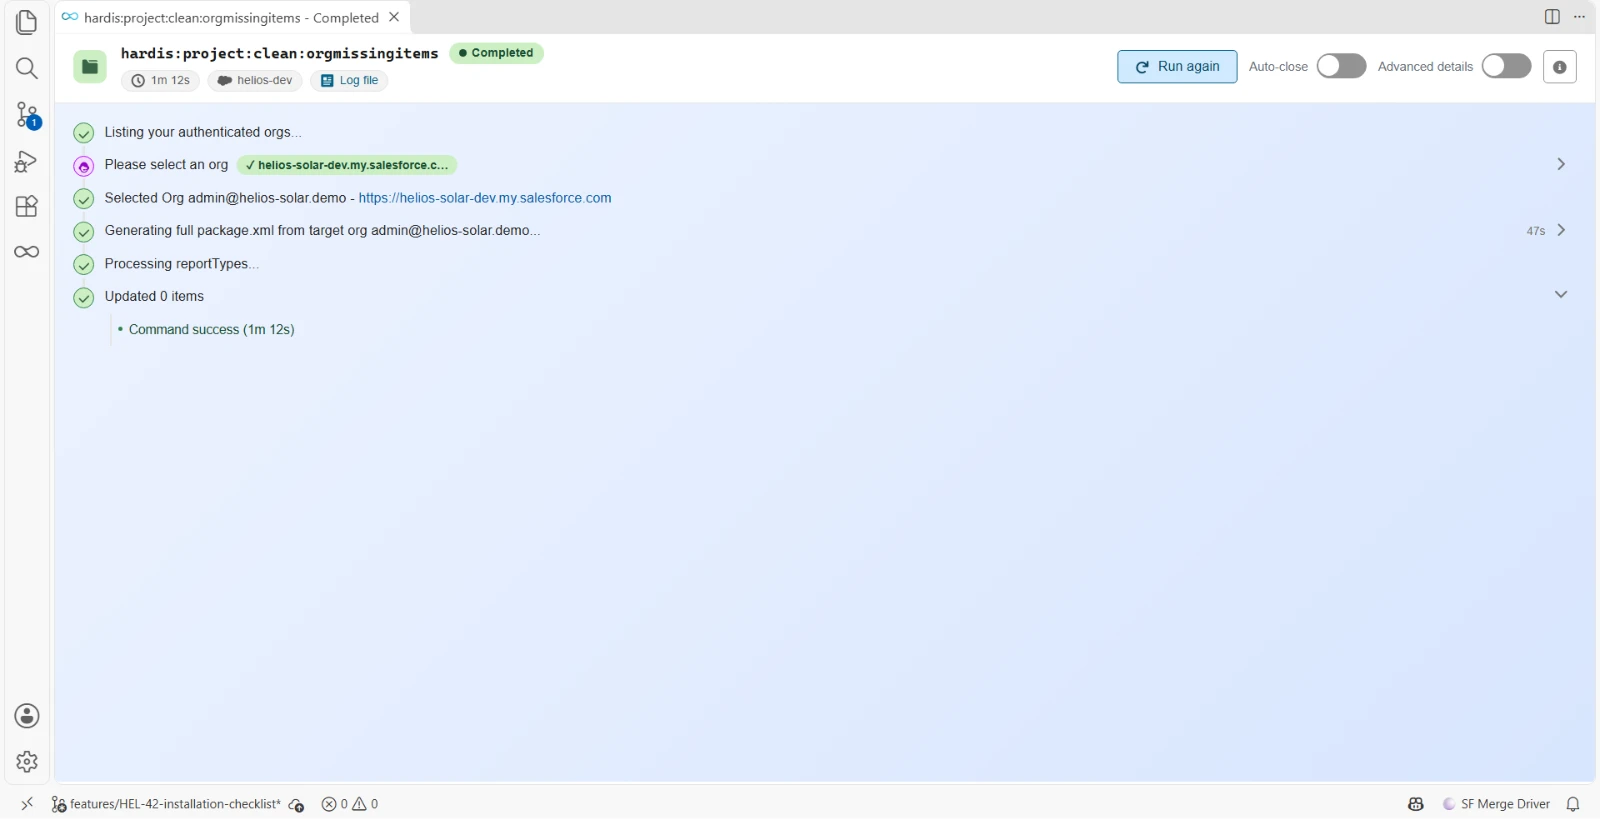 hardis:project:clean:orgmissingitems - Completed
hardis:project:clean:orgmissingitems
Completed
1m 12s
helios-dev
Log file
Run again
Auto-close
Advanced details
1
Listing your authenticated orgs...
Please select an org
✓ helios-solar-dev.my.salesforce.c...
Selected Org admin@helios-solar.demo - https://helios-solar-dev.my.salesforce.com
Generating full package.xml from target org admin@helios-solar.demo...
47s
Processing reportTypes...
Updated 0 items
• Command success (1m 12s)
features/HEL-42-installation-checklist*
0
0
SF Merge Driver